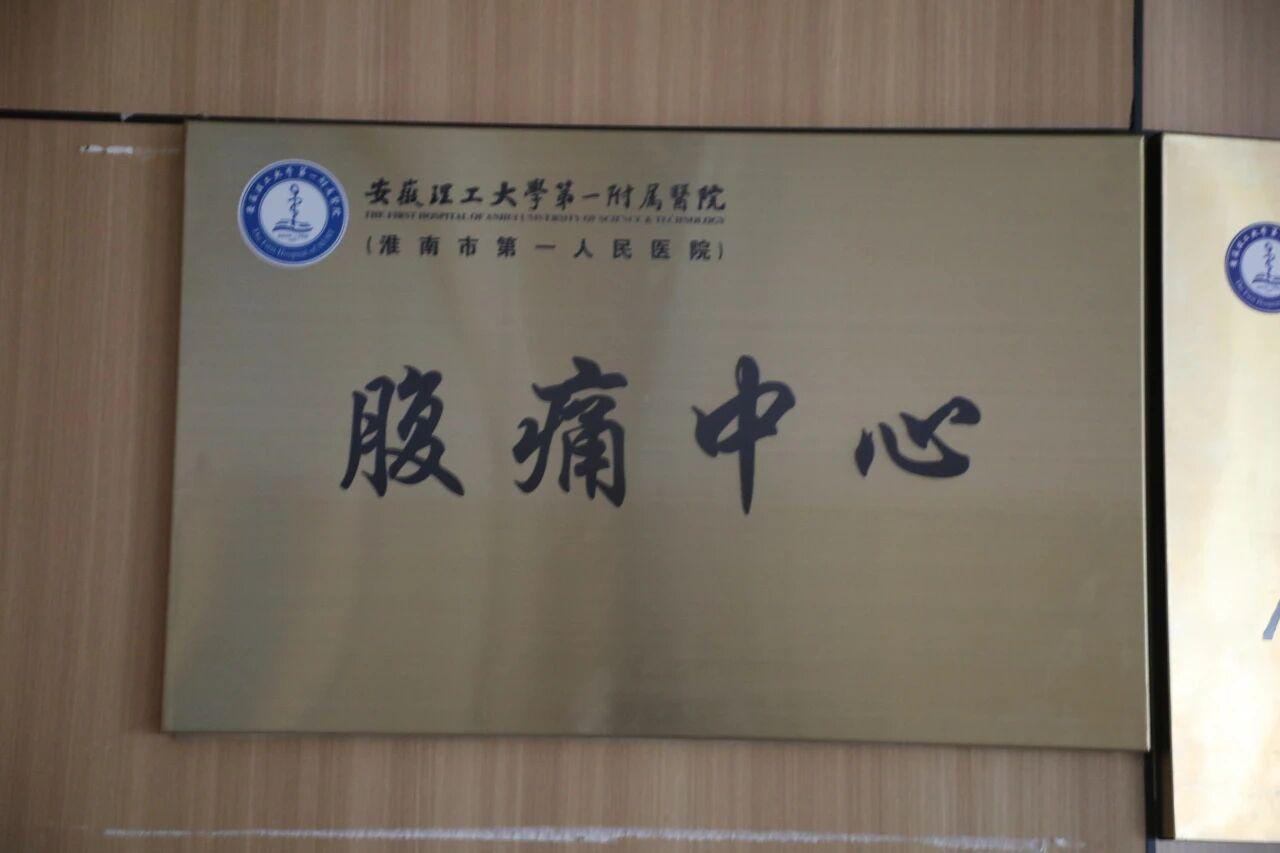 安徽理工大學第一附属醫院
THE FIRST HOSPITAL OF ANHUI UNIVERSITY OF SCIENCE & TECHNOLOGY
(淮南市第一人民医院)
腹痛中心